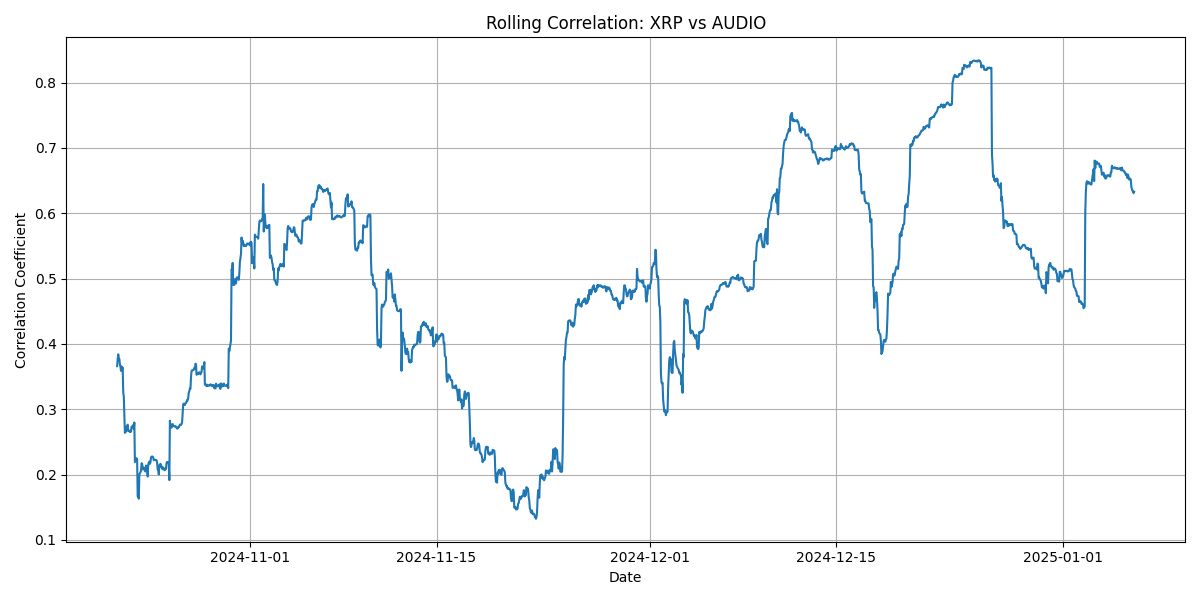 Rolling Correlation: XRP vs AUDIO
Correlation Coefficient
0.8
0.7
0.6
0.5
0.4
0.3
0.2
0.1
2024-11-01 2024-11-15 2024-12-01 2024-12-15 2025-01-01
Date